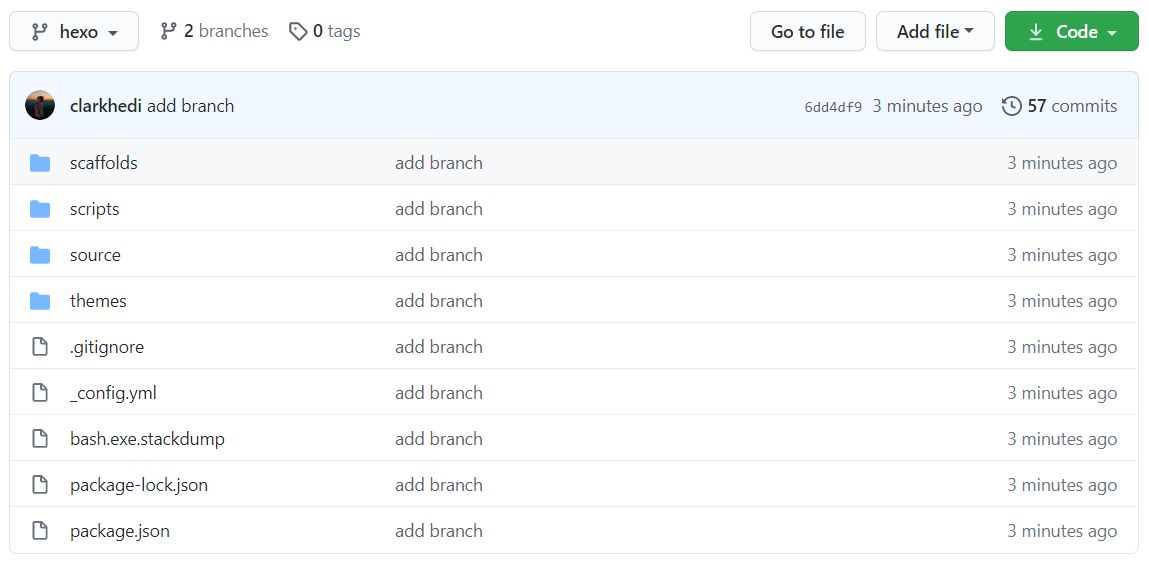 hexo 2 branches 0 tags Go to file Add file Code
clarkhedi add branch 6dd4df9 3 minutes ago 57 commits
scaffolds add branch 3 minutes ago
scripts add branch 3 minutes ago
source add branch 3 minutes ago
themes add branch 3 minutes ago
.gitignore add branch 3 minutes ago
_config.yml add branch 3 minutes ago
bash.exe.stackdump add branch 3 minutes ago
package-lock.json add branch 3 minutes ago
package.json add branch 3 minutes ago